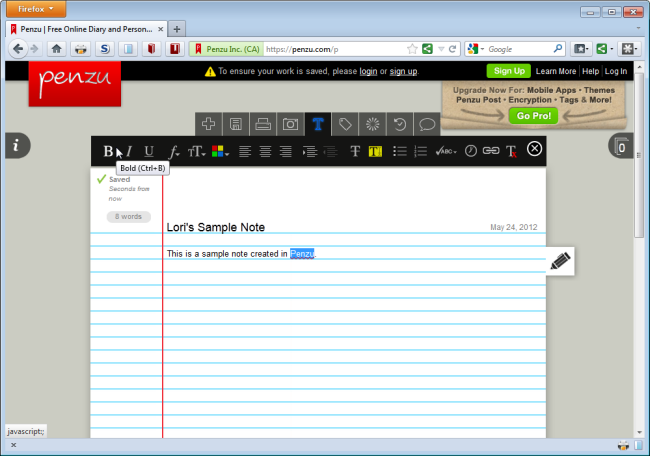 Firefox
Penzu | Free Online Diary and Person...
Penzu Inc. (CA)
https://penzu.com/p
Google
penzu
To ensure your work is saved, please login or sign up.
Sign Up
Learn More
Help
Log In
Upgrade Now For: Mobile Apps • Themes
Penzu Post • Encryption • Tags & More!
Go Pro!
i
0
B I U f TT T T ABC T
Bold (Ctrl+B)
Saved
Seconds from
now
8 words
Lori's Sample Note
May 24, 2012
This is a sample note created in Penzu.
javascript:;